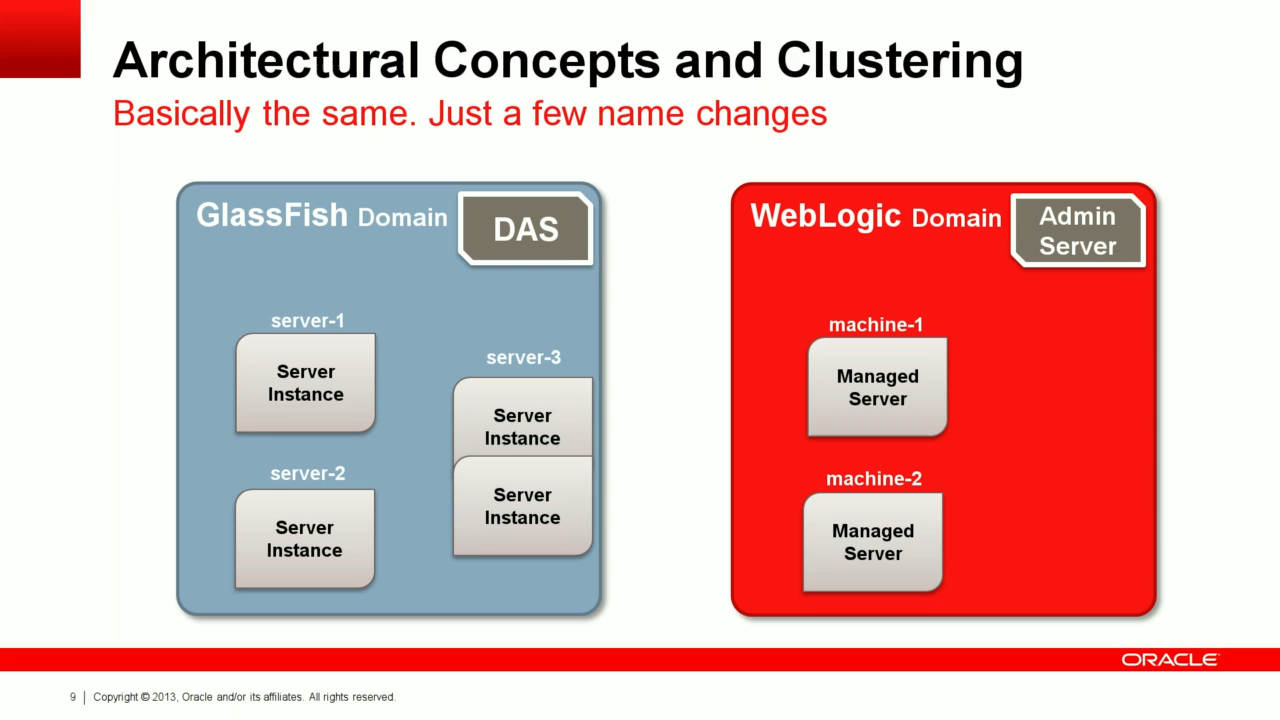 Architectural Concepts and Clustering
Basically the same. Just a few name changes
GlassFish Domain
DAS
server-1
Server
Instance
server-2
Server
Instance
server-3
Server
Instance
Server
Instance
WebLogic Domain
Admin
Server
machine-1
Managed
Server
machine-2
Managed
Server
ORACLE
9 | Copyright © 2013, Oracle and/or its affiliates. All rights reserved.